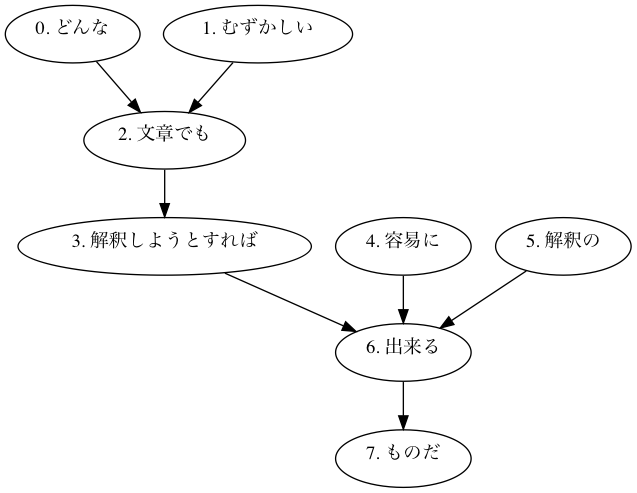 0. どんな
1. むずかしい
2. 文章でも
3. 解釈しようとすれば
4. 容易に
5. 解釈の
6. 出来る
7. ものだ